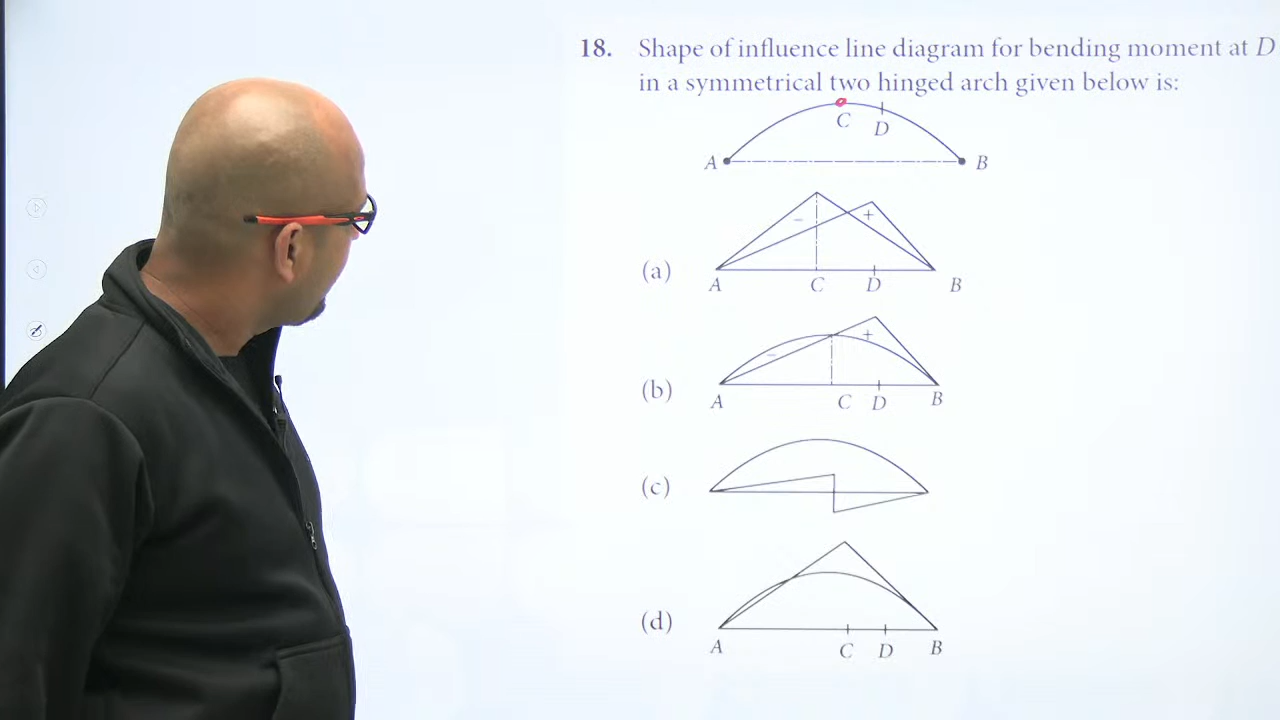 18. Shape of influence line diagram for bending moment at D
in a symmetrical two hinged arch given below is:
C D
A B
(a) - +
A C D B
(b) - +
A C D B
(c)
(d)
A C D B